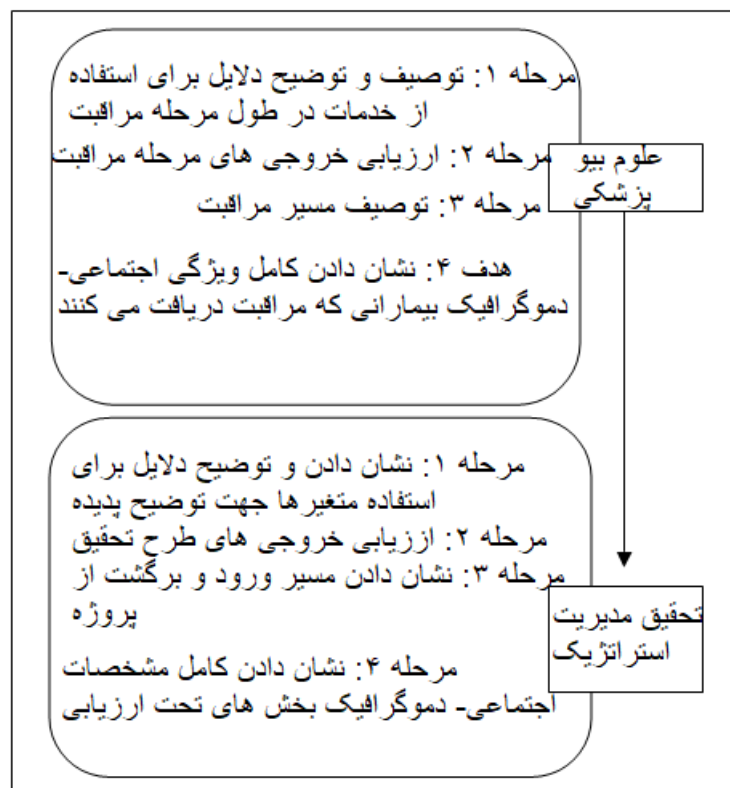 مرحله ۱: توصیف و توضیح دلایل برای استفاده
از خدمات در طول مرحله مراقبت
مرحله ۲: ارزیابی خروجی های مرحله مراقبت
مرحله ۳: توصیف مسیر مراقبت
هدف ۴: نشان دادن کامل ویژگی اجتماعی-
دموگرافیک بیمارانی که مراقبت دریافت می کنند
علوم بیو
پزشکی
مرحله ۱: نشان دادن و توضیح دلایل برای
استفاده متغیرها جهت توضیح پدیده
مرحله ۲: اززیابی خروجی های طرح تحقیق
مرحله ۳: نشان دادن مسیر ورود و برگشت از
پروژه
مرحله ۴: نشان دادن کامل مشخصات
اجتماعی- دموگرافیک بخش های تحت ارزیابی
تحقیق مدیریت
استراتژیک